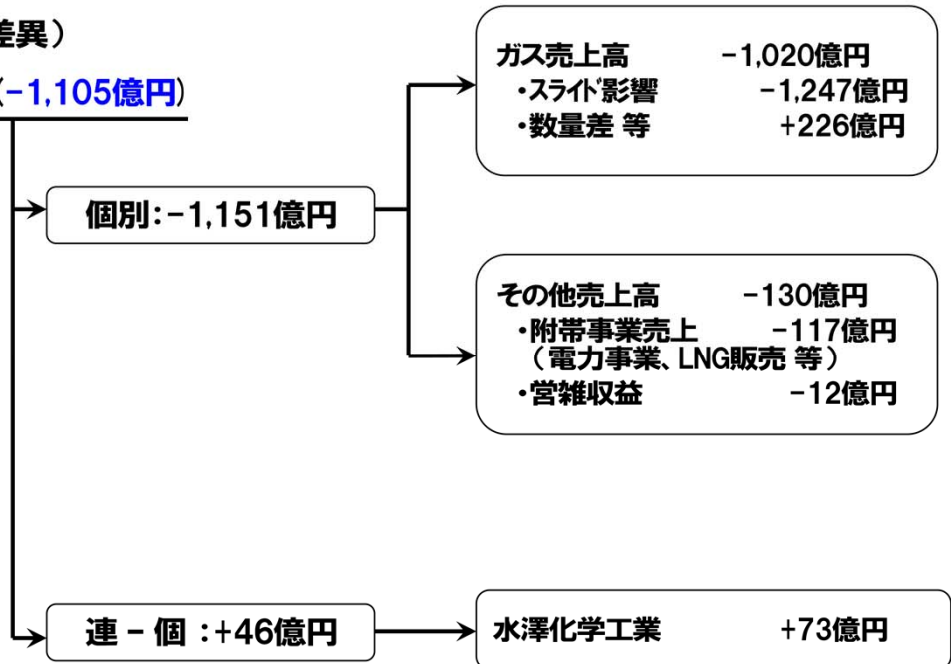 差異）
(-1,105億円)
個別：-1,151億円
ガス売上高 -1,020億円
・スライド影響 -1,247億円
・数量差 等 +226億円
その他売上高 -130億円
・附帯事業売上 -117億円
（電力事業、LNG販売 等）
・営雑収益 -12億円
連 - 個 ：+46億円
水澤化学工業 +73億円